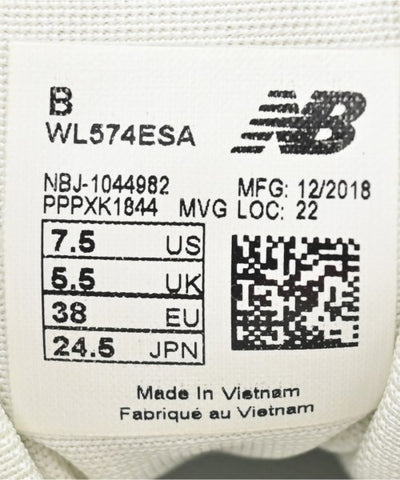 B
WL574ESA
NB
NBJ-1044982 MFG: 12/2018
PPPXK1844 MVG LOC: 22
7.5 US
5.5 UK
38 EU
24.5 JPN
Made In Vietnam
Fabriqué au Vietnam